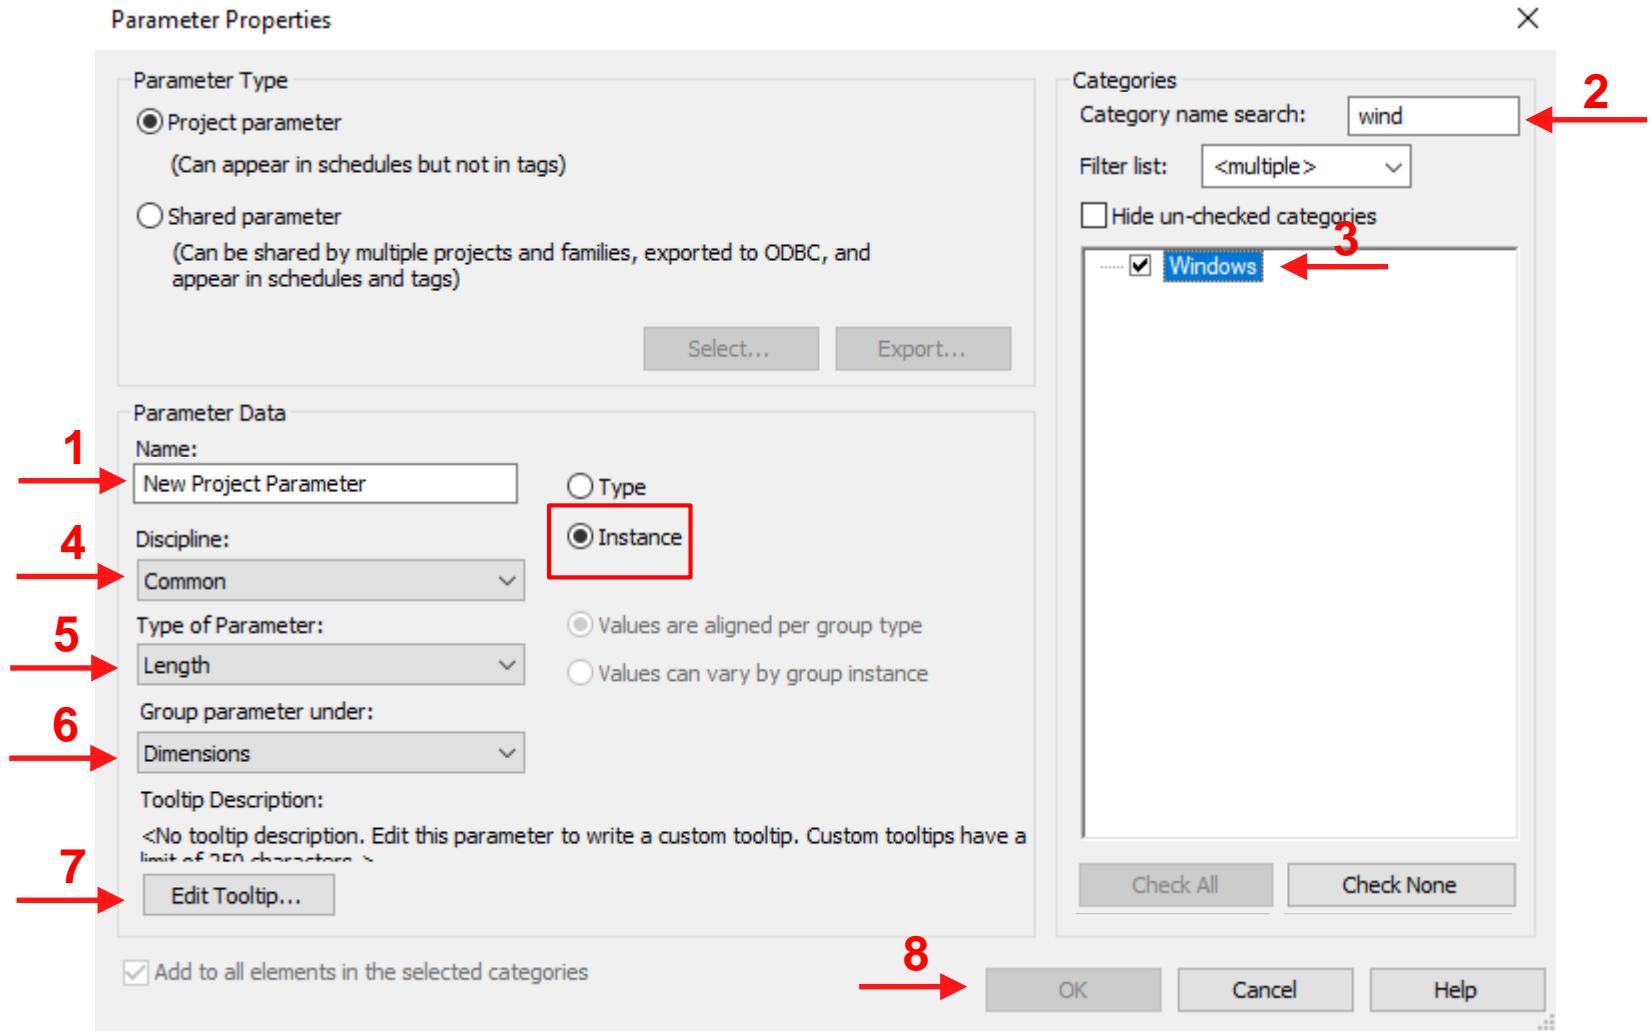 Parameter Properties
Parameter Type
Project parameter
(Can appear in schedules but not in tags)
Shared parameter
(Can be shared by multiple projects and families, exported to ODBC, and
appear in schedules and tags)
Select...
Export...
Parameter Data
1
Name:
New Project Parameter
Type
Instance
4
Discipline:
Common
5
Type of Parameter:
Length
Values are aligned per group type
Values can vary by group instance
6
Group parameter under:
Dimensions
Tooltip Description:
<No tooltip description. Edit this parameter to write a custom tooltip. Custom tooltips have a
limit of 250 characters.>
7
Edit Tooltip...
Add to all elements in the selected categories
Categories
2
Category name search:
wind
Filter list:
<multiple>
Hide un-checked categories
3
Windows
Check All
Check None
8
OK
Cancel
Help